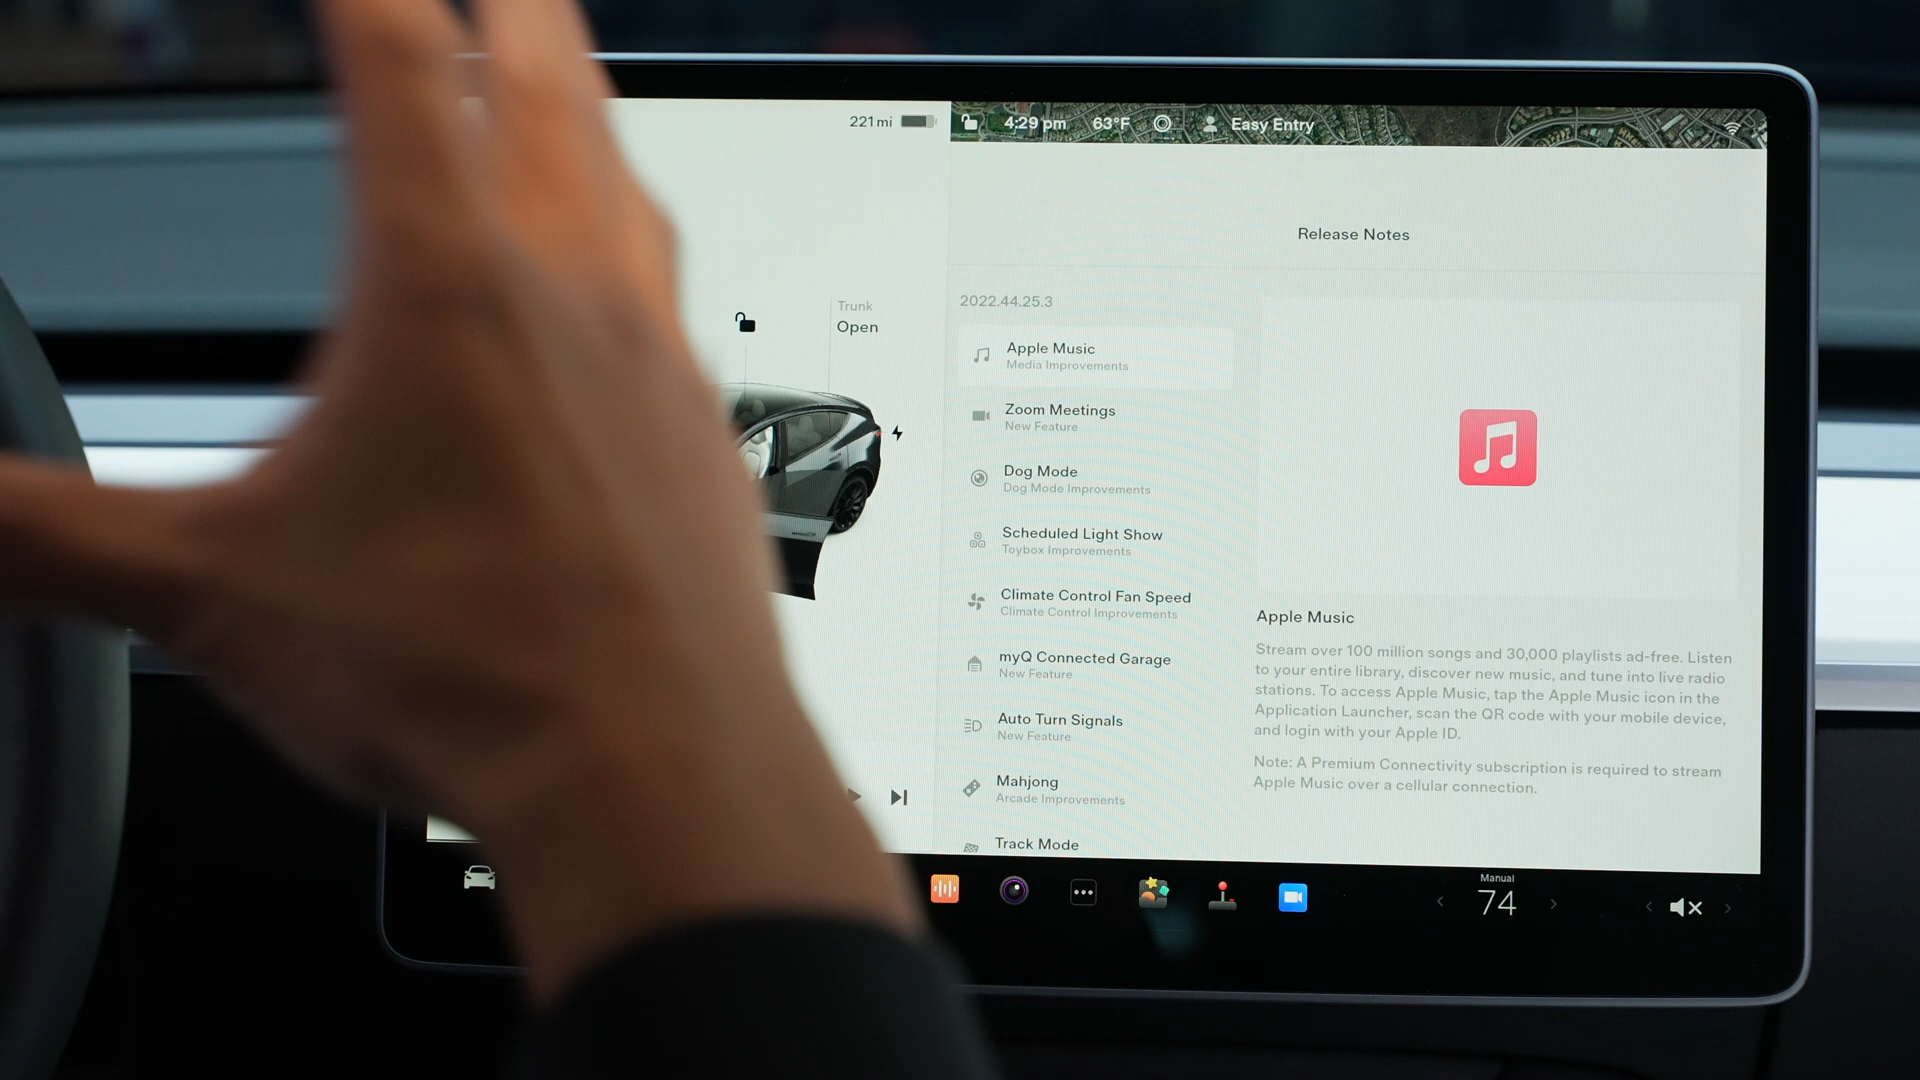 221 mi
4:29 pm 63°F Easy Entry
Release Notes
Trunk
Open
2022.44.25.3
Apple Music
Media Improvements
Zoom Meetings
New Feature
Dog Mode
Dog Mode Improvements
Scheduled Light Show
Toybox Improvements
Climate Control Fan Speed
Climate Control Improvements
myQ Connected Garage
New Feature
Auto Turn Signals
New Feature
Mahjong
Arcade Improvements
Track Mode
Apple Music
Stream over 100 million songs and 30,000 playlists ad-free. Listen
to your entire library, discover new music, and tune into live radio
stations. To access Apple Music, tap the Apple Music icon in the
Application Launcher, scan the QR code with your mobile device,
and login with your Apple ID.
Note: A Premium Connectivity subscription is required to stream
Apple Music over a cellular connection.
Manual
74